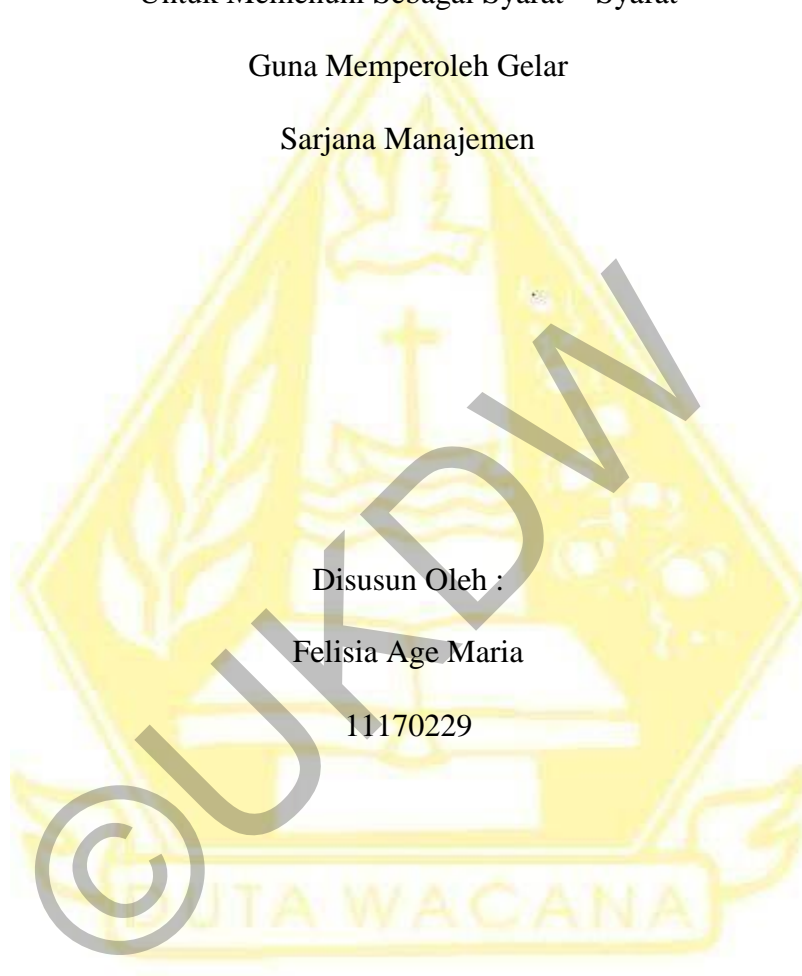 Untuk Memenuhi Sebagai Syarat – Syarat
Guna Memperoleh Gelar
Sarjana Manajemen
Disusun Oleh :
Felisia Age Maria
11170229
©UKDW
DUTA WACANA